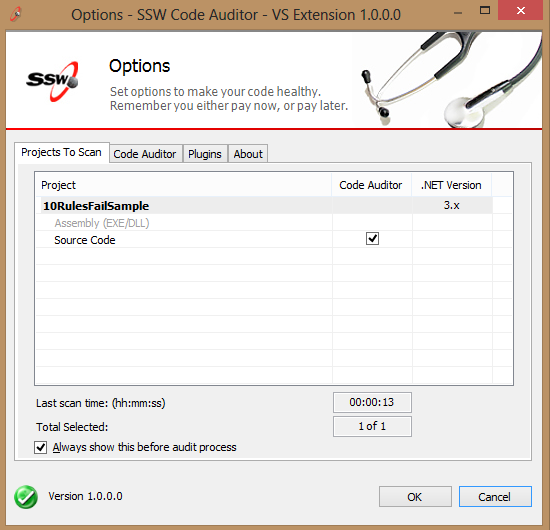 Options - SSW Code Auditor - VS Extension 1.0.0.0
SSW
Options
Set options to make your code healthy.
Remember you either pay now, or pay later.
Projects To Scan Code Auditor Plugins About
Project Code Auditor .NET Version
10RulesFailSample 3.x
Assembly (EXE/DLL)
Source Code
Last scan time: (hh:mm:ss) 00:00:13
Total Selected: 1 of 1
Always show this before audit process
Version 1.0.0.0 OK Cancel